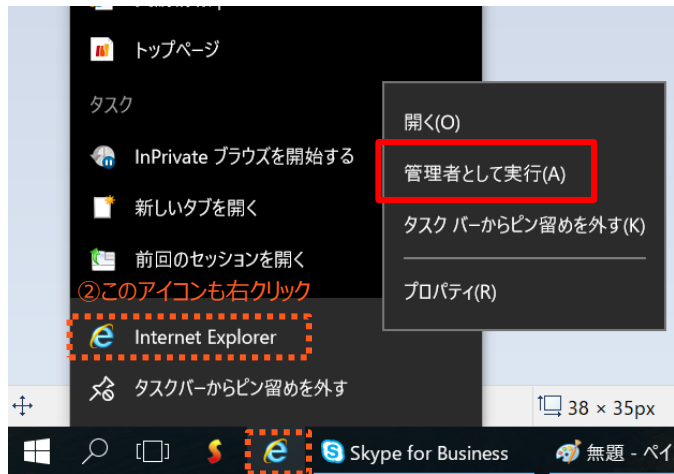 トップページ
タスク
InPrivate ブラウズを開始する
新しいタブを開く
前回のセッションを開く
②このアイコンも右クリック
Internet Explorer
タスクバーからピン留めを外す
開く(O)
管理者として実行(A)
タスク バーからピン留めを外す(K)
プロパティ(R)
38 × 35px
Skype for Business
無題 - ペイ